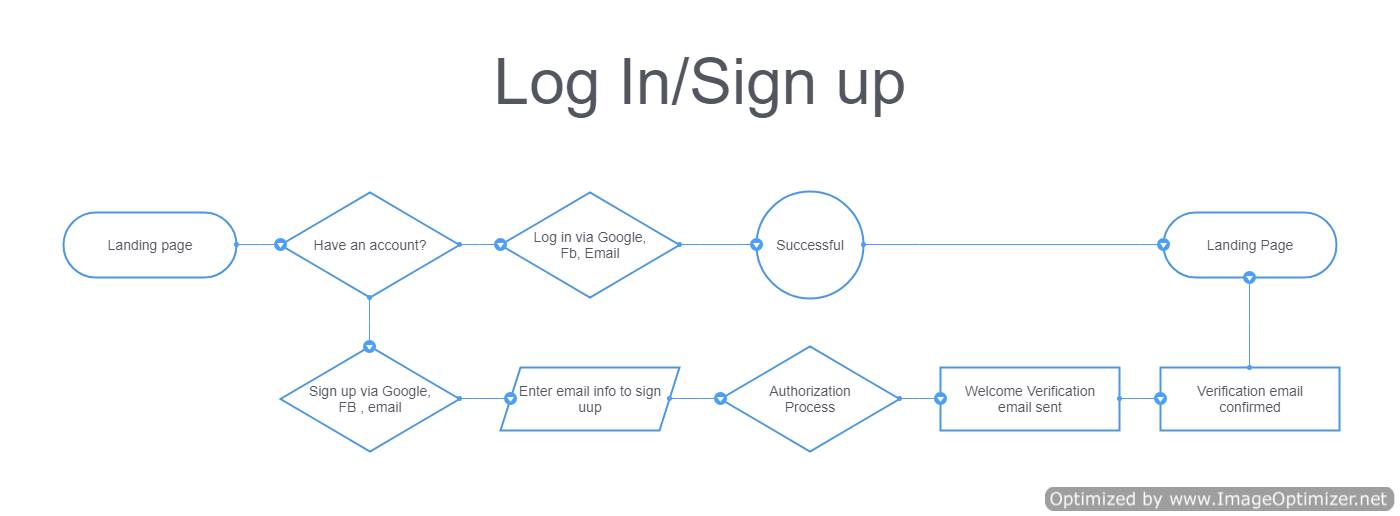 Log In/Sign up
Landing page
Have an account?
Log in via Google,
Fb, Email
Successful
Landing Page
Sign up via Google,
FB , email
Enter email info to sign
uup
Authorization
Process
Welcome Verification
email sent
Verification email
confirmed
Optimized by www.ImageOptimizer.net